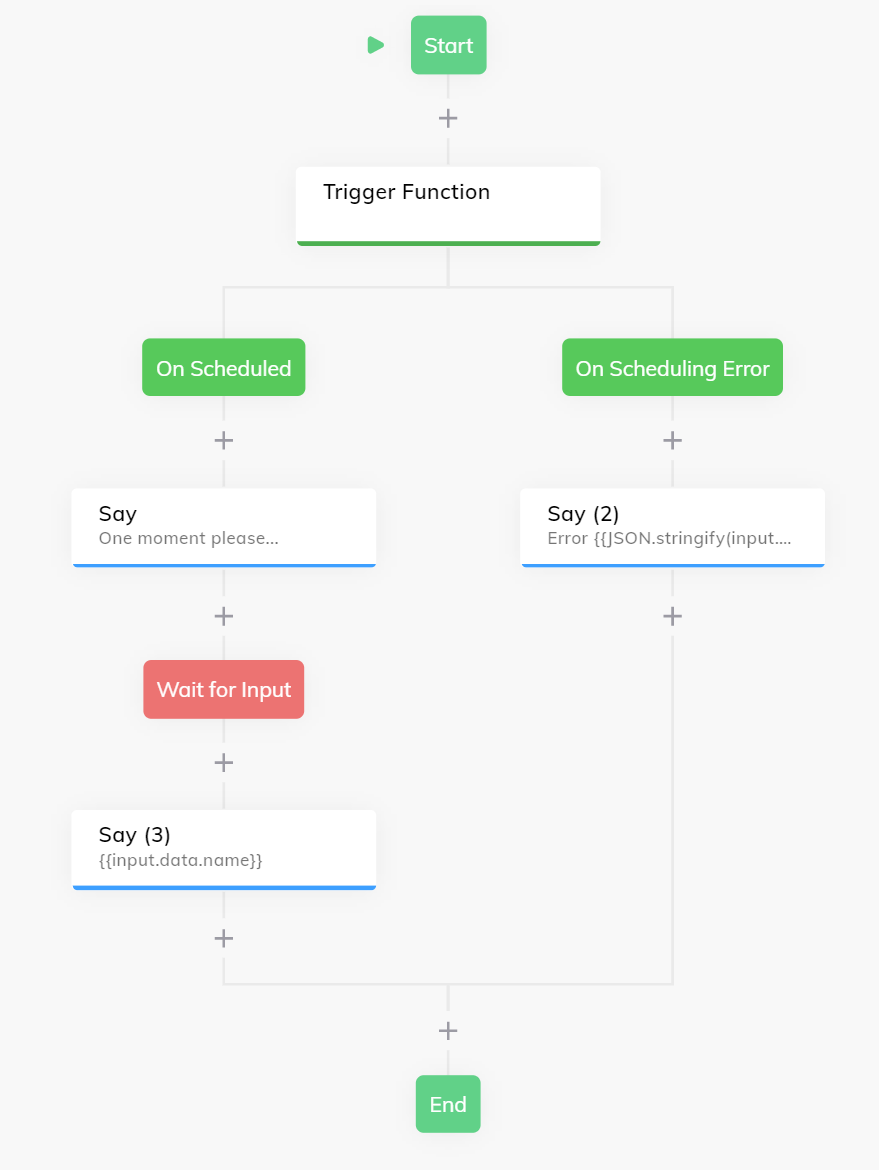 Start
Trigger Function
On Scheduled
On Scheduling Error
Say
One moment please...
Say (2)
Error {{JSON.stringify(input....
Wait for Input
Say (3)
{{input.data.name}}
End